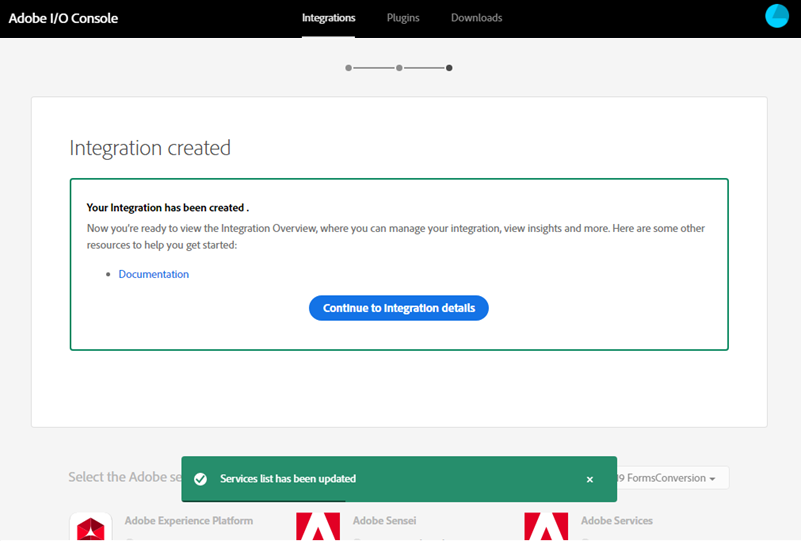 Adobe I/O Console
Integrations
Plugins
Downloads
Integration created
Your Integration has been created .
Now you're ready to view the Integration Overview, where you can manage your integration, view insights and more. Here are some other
resources to help you get started:
Documentation
Continue to integration details
Select the Adobe se
Services list has been updated
FormsConversion
Adobe Experience Platform
Adobe Sensei
Adobe Services